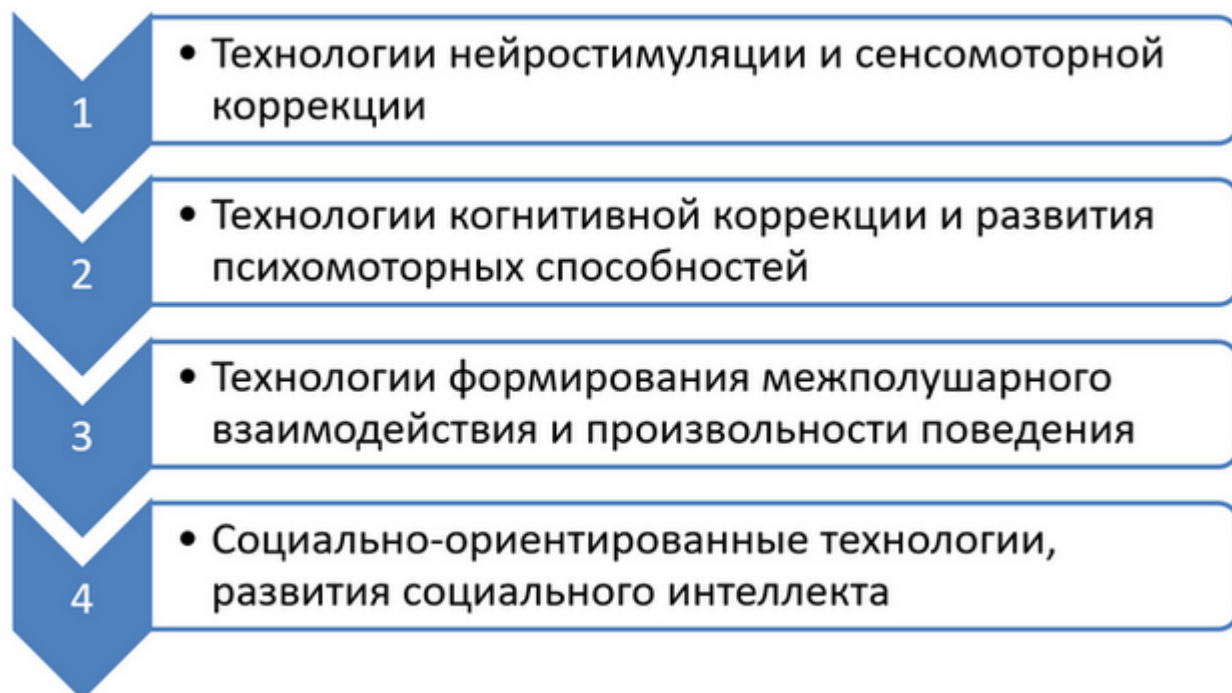 1
• Технологии нейростимуляции и сенсомоторной
коррекции
2
• Технологии когнитивной коррекции и развития
психомоторных способностей
3
• Технологии формирования межполушарного
взаимодействия и произвольности поведения
4
• Социально-ориентированные технологии,
развития социального интеллекта